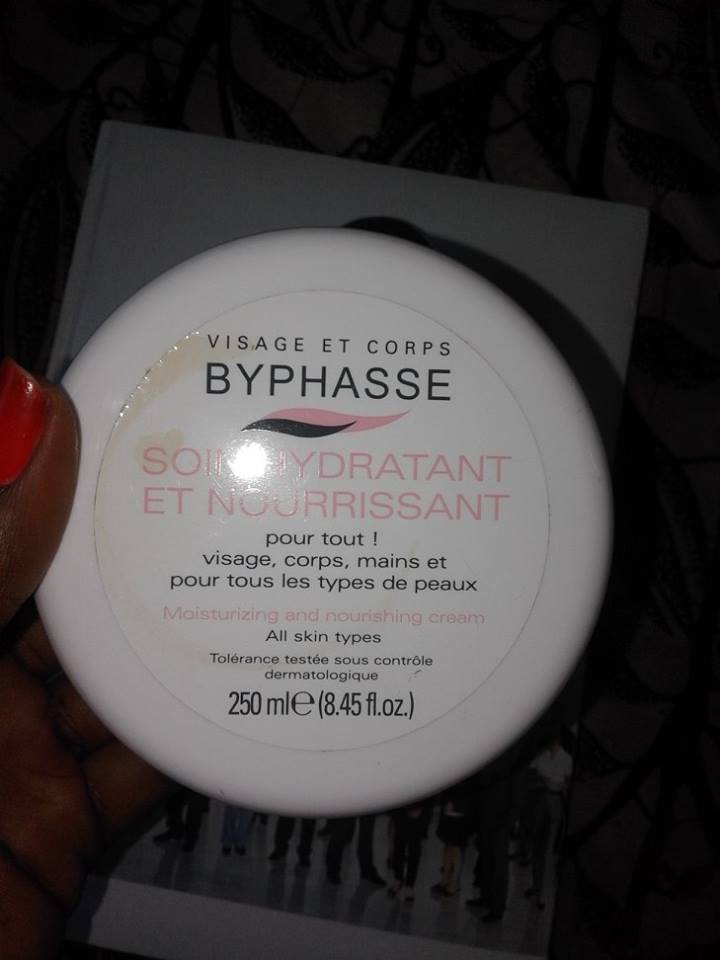 VISAGE ET CORPS
BYPHASSE
SOIN HYDRATANT
ET NOURRISSANT
pour tout !
visage, corps, mains et
pour tous les types de peaux
Moisturizing and nourishing cream
All skin types
Tolérance testée sous contrôle
dermatologique
250 ml℮ (8.45 fl.oz.)